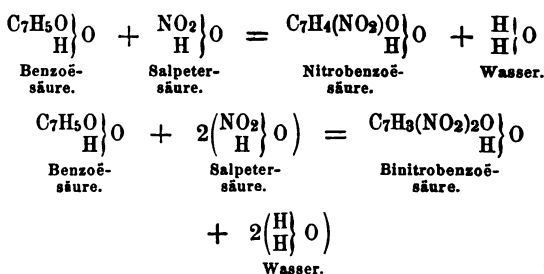 C7H5O}O + NO2}O = C7H4(NO2)O}O + H}O
H H H H
Benzoë- Salpeter- Nitrobenzoë- Wasser.
säure. säure. säure.
C7H5O}O + 2(NO2} O) = C7H3(NO2)2O}O
H H H
Benzoë- Salpeter- Binitrobenzoë-
säure. säure. säure.
+ 2(H} O)
H
Wasser.